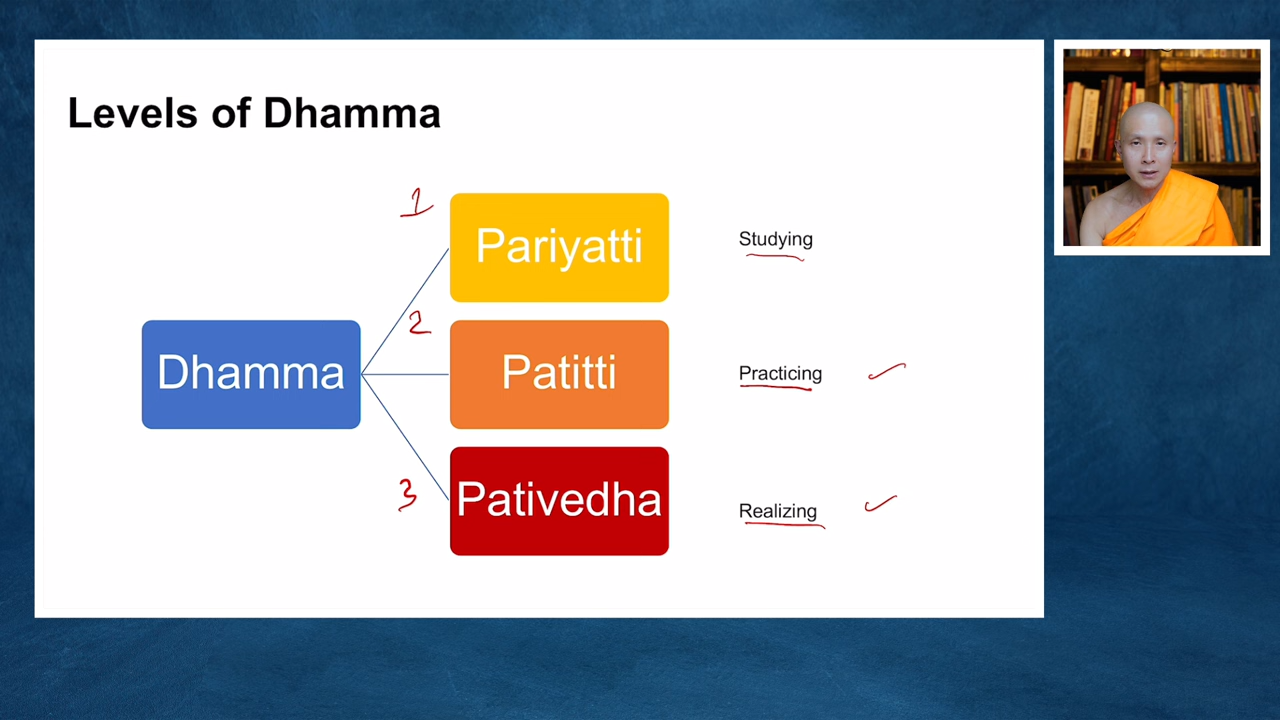 Levels of Dhamma
1
Pariyatti
Studying
2
Dhamma
Patitti
Practicing
3
Pativedha
Realizing